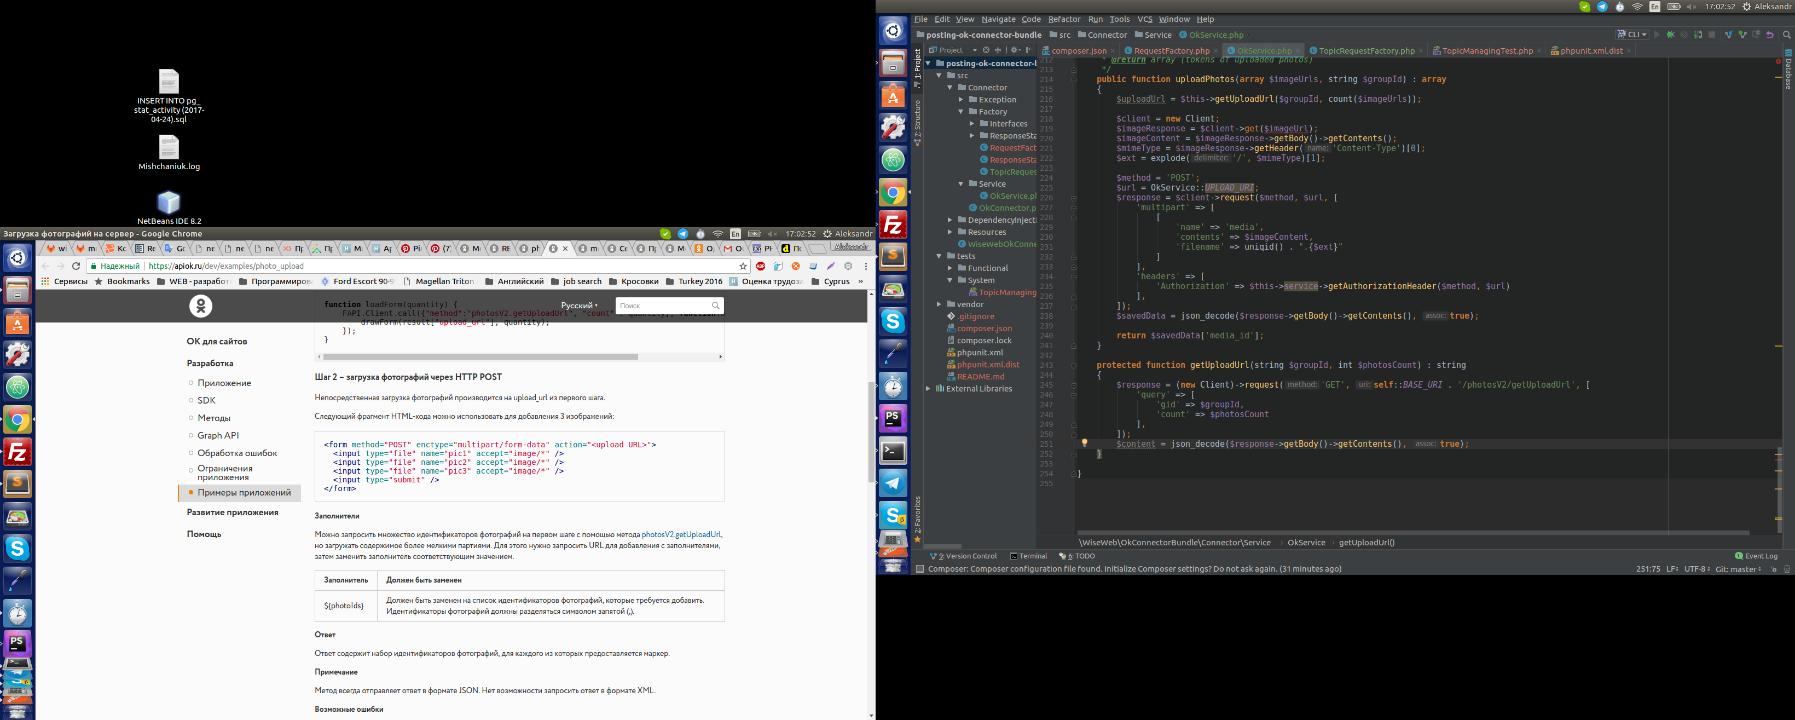 INSERT INTO pg_
stat_activity (2017-
04-24).sql
Mishchaniuk.log
NetBeans IDE 8.2
Загрузка фотографий на сервер - Google Chrome
En
17:02:52
Aleksandr
Надежный
https://apiok.ru/dev/examples/photo_upload
Сервисы
Bookmarks
WEB - разработ
Программиров
Ford Escort 90-9
Magellan Triton
Английский
job search
Кросовки
Turkey 2016
Оценка трудоз
Cyprus
»
Русский
Поиск
function loadForm(quantity) {
drawForm(result["upload_url"], quantity);
});
}
ОК для сайтов
Разработка
Приложение
SDK
Методы
Graph API
Обработка ошибок
Ограничения
приложения
Примеры приложений
Развитие приложения
Помощь
Шаг 2 – загрузка фотографий через HTTP POST
Непосредственная загрузка фотографий производится на upload_url из первого шага.
Следующий фрагмент HTML-кода можно использовать для добавления 3 изображений:
<form method="POST" enctype="multipart/form-data" action="<upload URL>">
<input type="file" name="pic1" accept="image/*" />
<input type="file" name="pic2" accept="image/*" />
<input type="file" name="pic3" accept="image/*" />
<input type="submit" />
</form>
Заполнители
Можно запросить множество идентификаторов фотографий на первом шаге с помощью метода photosV2.getUploadUrl,
но загружать содержимое более мелкими партиями. Для этого нужно запросить URL для добавления с заполнителями,
затем заменить заполнитель соответствующим значением.
Заполнитель
Должен быть заменен
${photoIds}
Должен быть заменен на список идентификаторов фотографий, которые требуется добавить.
Идентификаторы фотографий должны разделяться символом запятой (,).
Ответ
Ответ содержит набор идентификаторов фотографий, для каждого из которых предоставляется маркер.
Примечание
Метод всегда отправляет ответ в формате JSON. Нет возможности запросить ответ в формате XML.
Возможные ошибки
En
17:02:52
Aleksandr
File Edit View Navigate Code Refactor Run Tools VCS Window Help
posting-ok-connector-bundle
src
Connector
Service
OkService.php
CLI
Project
composer.json
RequestFactory.php
OkService.php
TopicRequestFactory.php
TopicManagingTest.php
phpunit.xml.dist
1: Project
2: Structure
2: Favorites
Database
posting-ok-connector-b
src
Connector
Exception
Factory
Interfaces
ResponseSta
RequestFact
ResponseSta
TopicReques
Service
OkService.p
OkConnector.p
DependencyInject
Resources
WisewebOkConne
tests
Functional
System
TopicManaging
vendor
.gitignore
composer.json
composer.lock
phpunit.xml
phpunit.xml.dist
README.md
External Libraries
* @return array (tokens of uploaded photos)
*/
public function uploadPhotos(array $imageUrls, string $groupId) : array
{
$uploadUrl = $this->getUploadUrl($groupId, count($imageUrls));
$client = new Client;
$imageResponse = $client->get($imageUrl);
$imageContent = $imageResponse->getBody()->getContents();
$mimeType = $imageResponse->getHeader( name: 'Content-Type')[0];
$ext = explode( delimiter: '/', $mimeType)[1];
$method = 'POST';
$url = OkService::UPLOAD_URI;
$response = $client->request($method, $url, [
'multipart' => [
[
'name' => 'media',
'contents' => $imageContent,
'filename' => uniqid() . ".{$ext}"
]
],
'headers' => [
'Authorization' => $this->service->getAuthorizationHeader($method, $url)
],
]);
$savedData = json_decode($response->getBody()->getContents(), assoc: true);
return $savedData['media_id'];
}
protected function getUploadUrl(string $groupId, int $photosCount) : string
{
$response = (new Client)->request( method: 'GET', uri: self::BASE_URI . '/photosV2/getUploadUrl', [
'query' => [
'gid' => $groupId,
'count' => $photosCount
],
]);
$content = json_decode($response->getBody()->getContents(), assoc: true);
}
}
\WiseWeb\OkConnectorBundle\Connector\Service
OkService
getUploadUrl()
9: Version Control
Terminal
6: TODO
Event Log
Composer: Composer configuration file found. Initialize Composer settings? Do not ask again. (31 minutes ago)
251:75
LF÷
UTF-8÷
Git: master÷